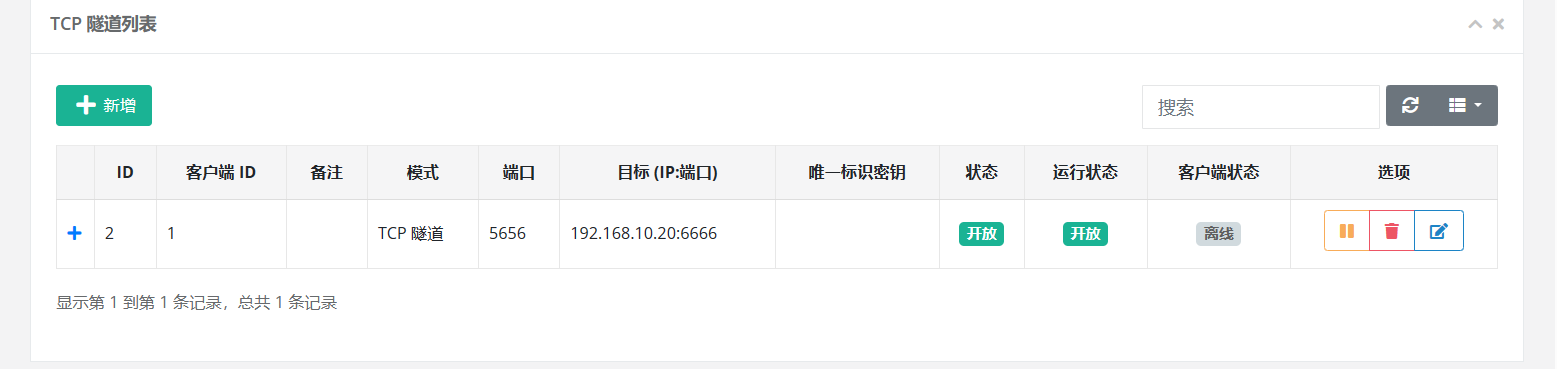 TCP 隧道列表
新增
搜索
ID 客户端 ID 备注 模式 端口 目标 (IP:端口) 唯一标识密钥 状态 运行状态 客户端状态 选项
2 1 TCP 隧道 5656 192.168.10.20:6666 开放 开放 离线
显示第 1 到第 1 条记录，总共 1 条记录